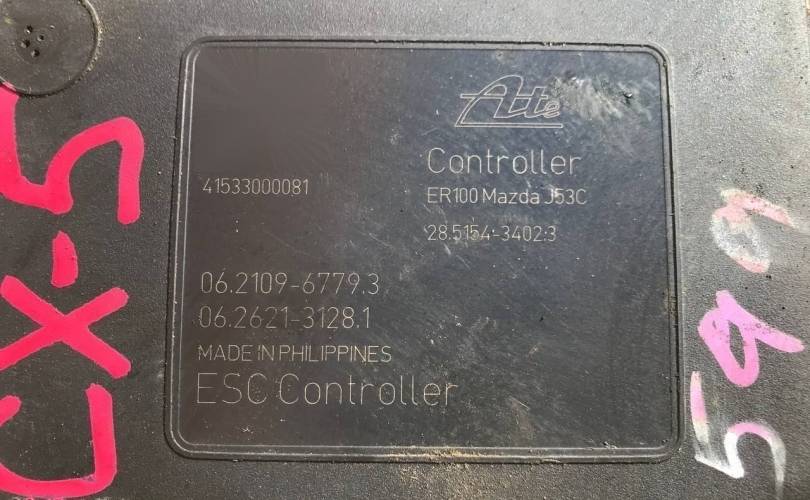 CX-5
Ate
Controller
ER100 Mazda J53C
41533000081
28.5154-3402.3
06.2109-6779.3
06.2621-3128.1
MADE IN PHILIPPINES
ESC Controller